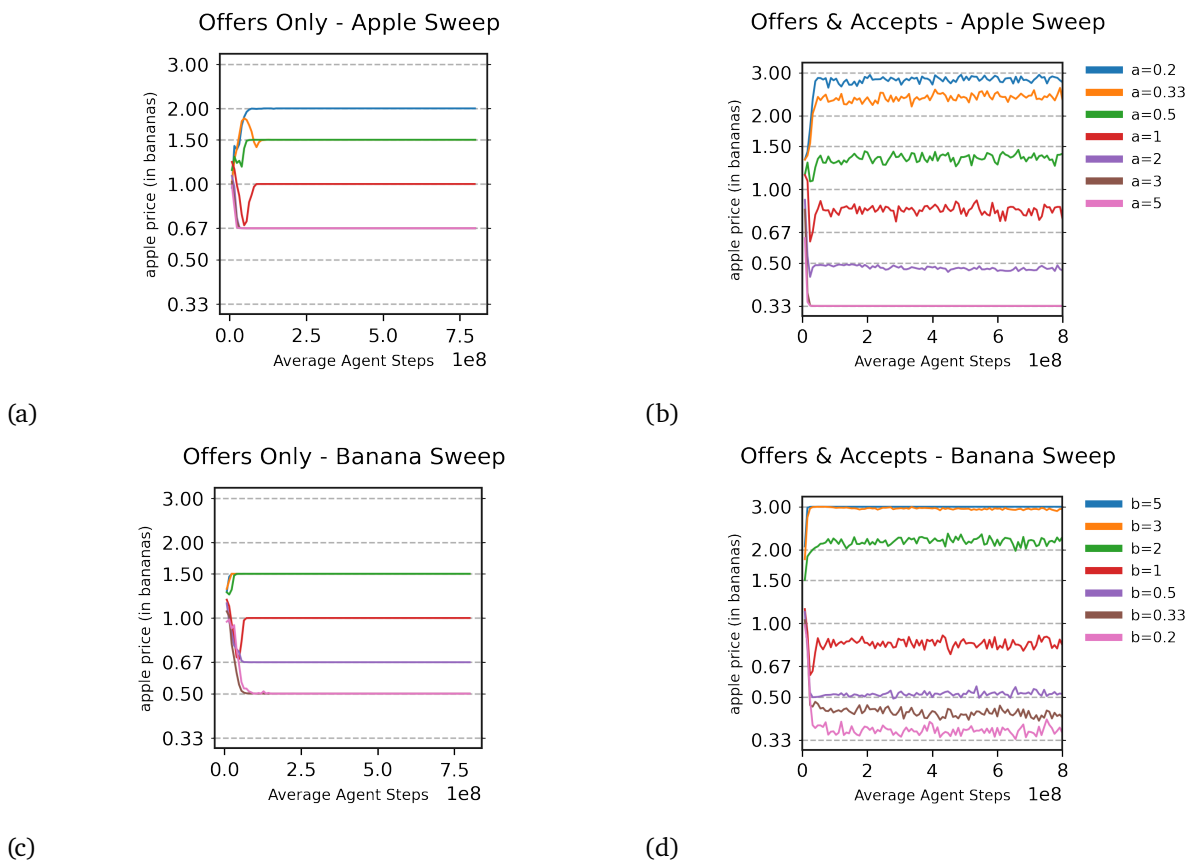 Offers Only - Apple Sweep
apple price (in bananas)
3.00
2.00
1.50
1.00
0.67
0.50
0.33
0.0
2.5
5.0
7.5
Average Agent Steps
1e8
(a)
Offers & Accepts - Apple Sweep
apple price (in bananas)
3.00
2.00
1.50
1.00
0.67
0.50
0.33
0
2
4
6
8
Average Agent Steps
1e8
a=0.2
a=0.33
a=0.5
a=1
a=2
a=3
a=5
(b)
Offers Only - Banana Sweep
apple price (in bananas)
3.00
2.00
1.50
1.00
0.67
0.50
0.33
0.0
2.5
5.0
7.5
Average Agent Steps
1e8
(c)
Offers & Accepts - Banana Sweep
apple price (in bananas)
3.00
2.00
1.50
1.00
0.67
0.50
0.33
0
2
4
6
8
Average Agent Steps
1e8
b=5
b=3
b=2
b=1
b=0.5
b=0.33
b=0.2
(d)